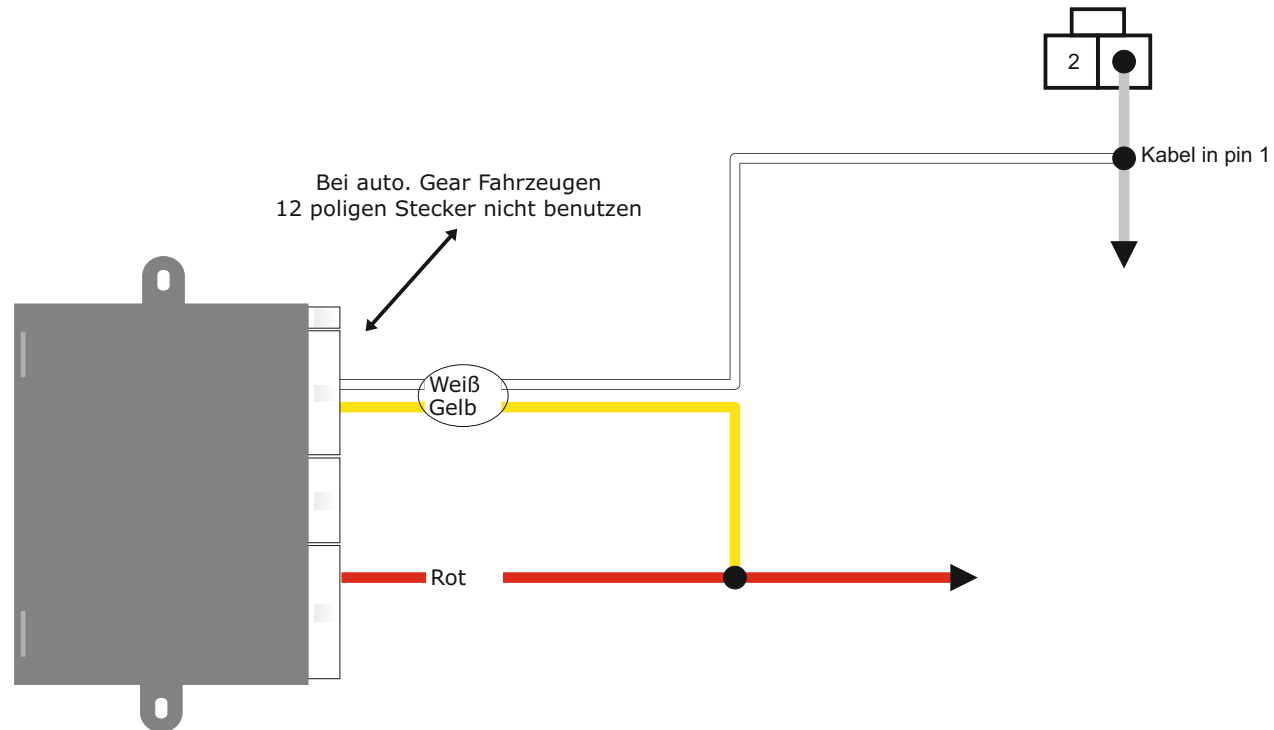 2
Kabel in pin 1
Bei auto. Gear Fahrzeugen
12 poligen Stecker nicht benutzen
Weiß
Gelb
Rot